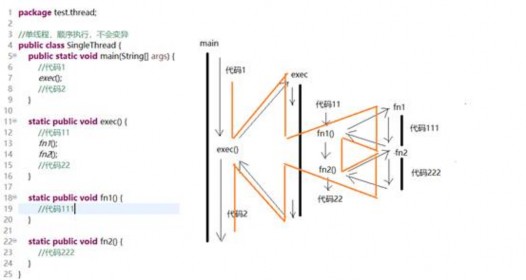 1 package test.thread;
2
3 //单线程，顺序执行，不会变异
4 public class SingleThread {
5 public static void main(String[] args) {
6 //代码1
7 exec();
8 //代码2
9 }
10
11 static public void exec() {
12 //代码11
13 fn1();
14 fn2();
15 //代码22
16 }
17
18 static public void fn1() {
19 //代码111
20 }
21
22 static public void fn2() {
23 //代码222
24 }
25 }
main
代码1
exec()
代码2
exec
代码11
fn1()
fn2()
代码22
fn1
代码111
fn2
代码222